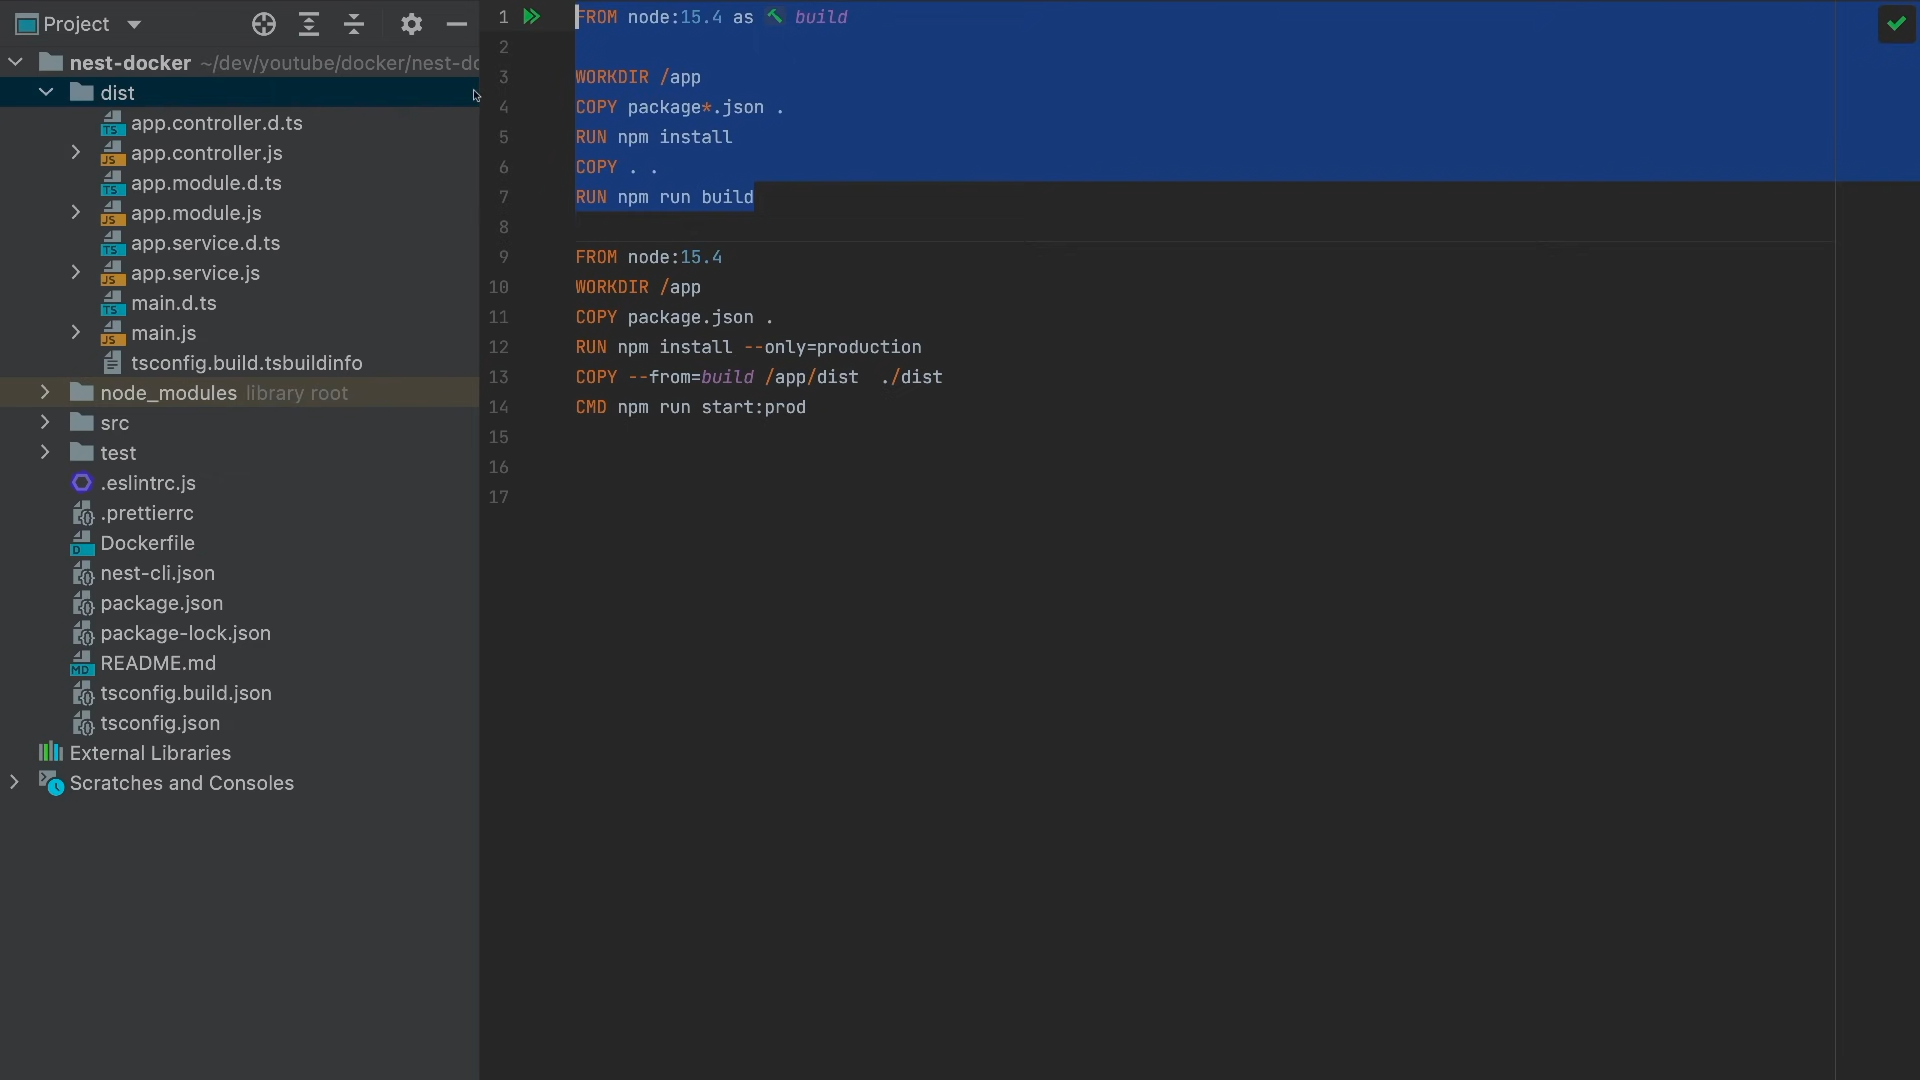 Project
nest-docker ~/dev/youtube/docker/nest-do
dist
app.controller.d.ts
app.controller.js
app.module.d.ts
app.module.js
app.service.d.ts
app.service.js
main.d.ts
main.js
tsconfig.build.tsbuildinfo
node_modules library root
src
test
.eslintrc.js
.prettierrc
Dockerfile
nest-cli.json
package.json
package-lock.json
README.md
tsconfig.build.json
tsconfig.json
External Libraries
Scratches and Consoles
1 FROM node:15.4 as build
2
3 WORKDIR /app
4 COPY package*.json .
5 RUN npm install
6 COPY . .
7 RUN npm run build
8
9 FROM node:15.4
10 WORKDIR /app
11 COPY package.json .
12 RUN npm install --only=production
13 COPY --from=build /app/dist ./dist
14 CMD npm run start:prod
15
16
17